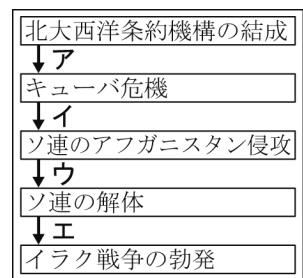 北大西洋条約機構の結成
ア
キューバ危機
イ
ソ連のアフガニスタン侵攻
ウ
ソ連の解体
エ
イラク戦争の勃発